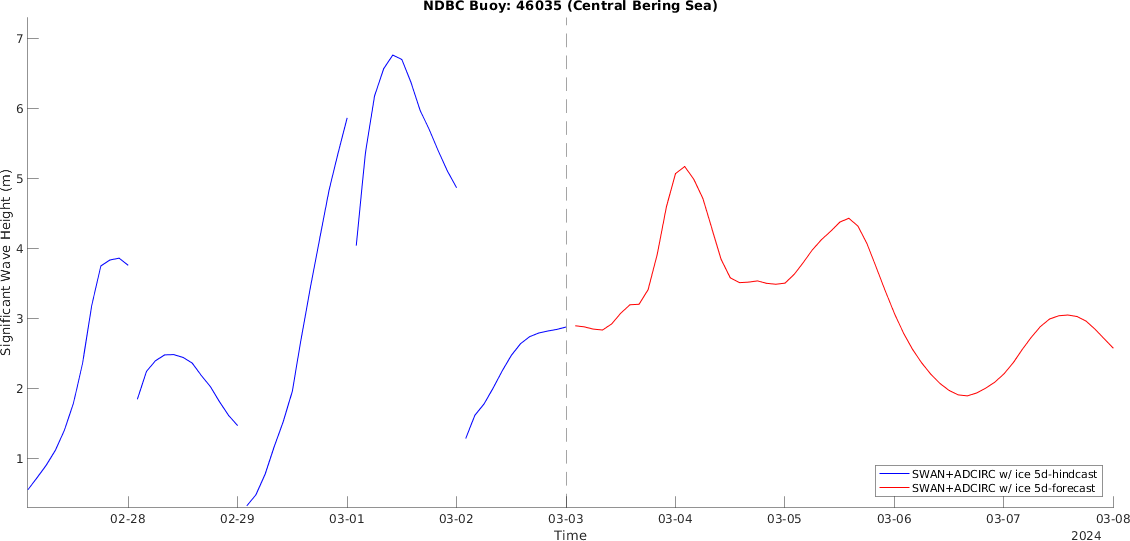 NDBC Buoy: 46035 (Central Bering Sea)
7
6
5
4
3
2
1
Significant Wave Height (m)
SWAN+ADCIRC w/ ice 5d-hindcast
SWAN+ADCIRC w/ ice 5d-forecast
02-28 02-29 03-01 03-02 03-03 03-04 03-05 03-06 03-07 03-08
Time
2024